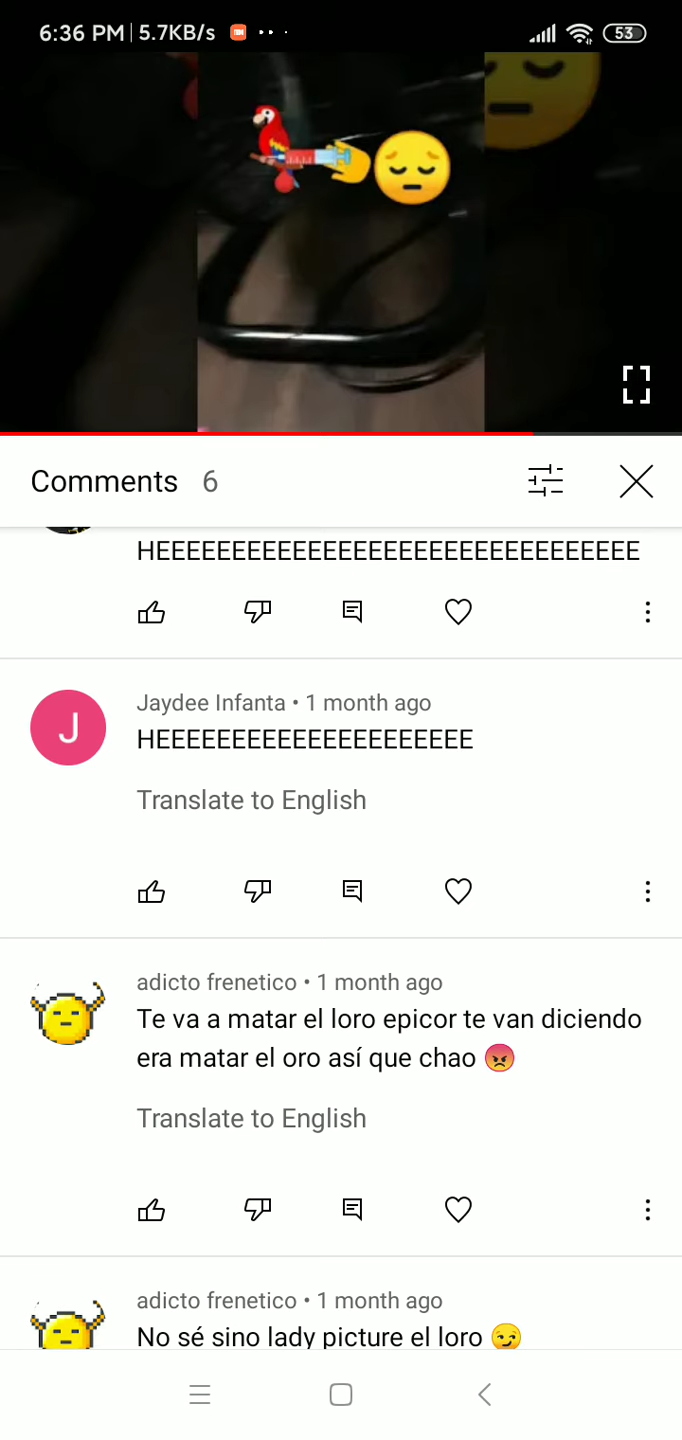 6:36 PM | 5.7KB/s
53
Comments 6
HEEEEEEEEEEEEEEEEEEEEEEEEEEEEEEEE
Jaydee Infanta • 1 month ago
HEEEEEEEEEEEEEEEEEEEEE
Translate to English
J
adicto frenetico • 1 month ago
Te va a matar el loro epicor te van diciendo
era matar el oro así que chao 😡
Translate to English
adicto frenetico • 1 month ago
No sé sino lady picture el loro 😏